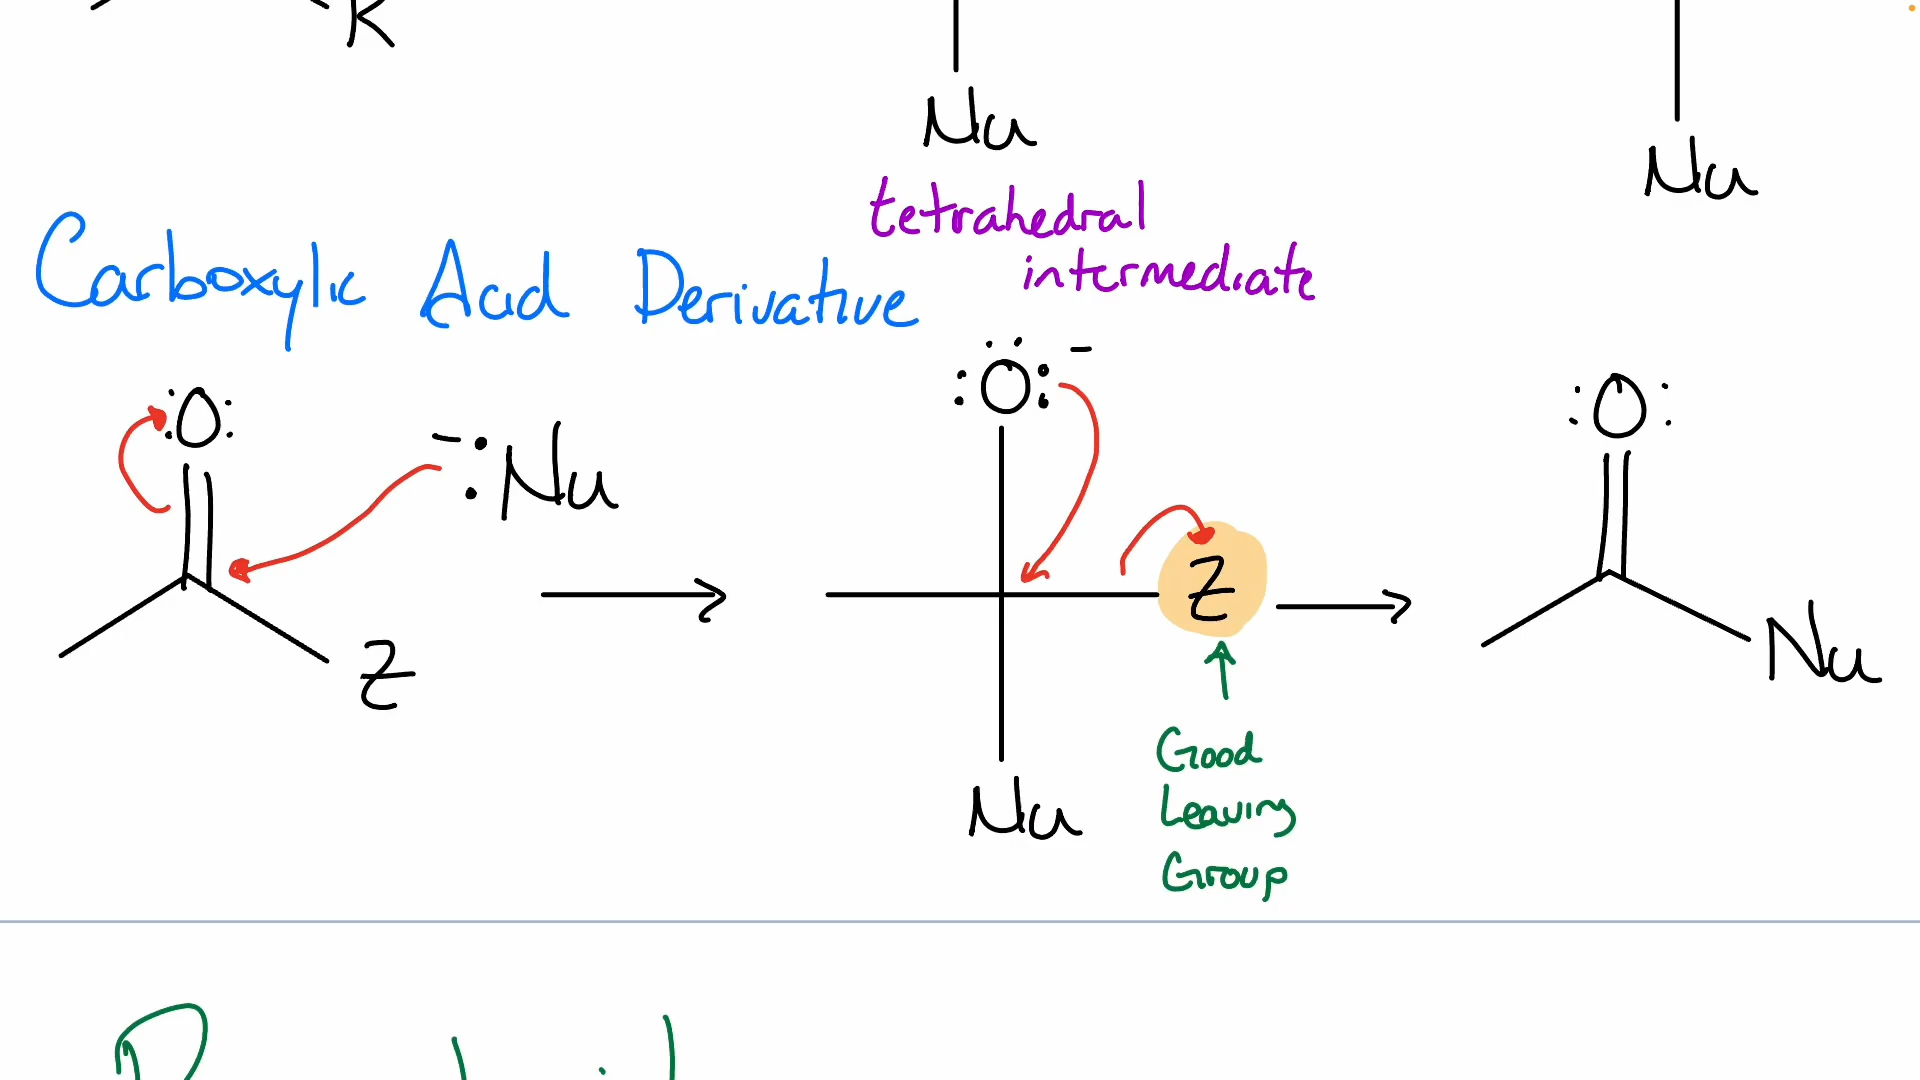 R
Nu
Nu
tetrahedral
intermediate
Carboxylic Acid Derivative
:O:
-:Nu
Z
:O:-
Z
Nu
Good
Leaving
Group
:O:
Nu